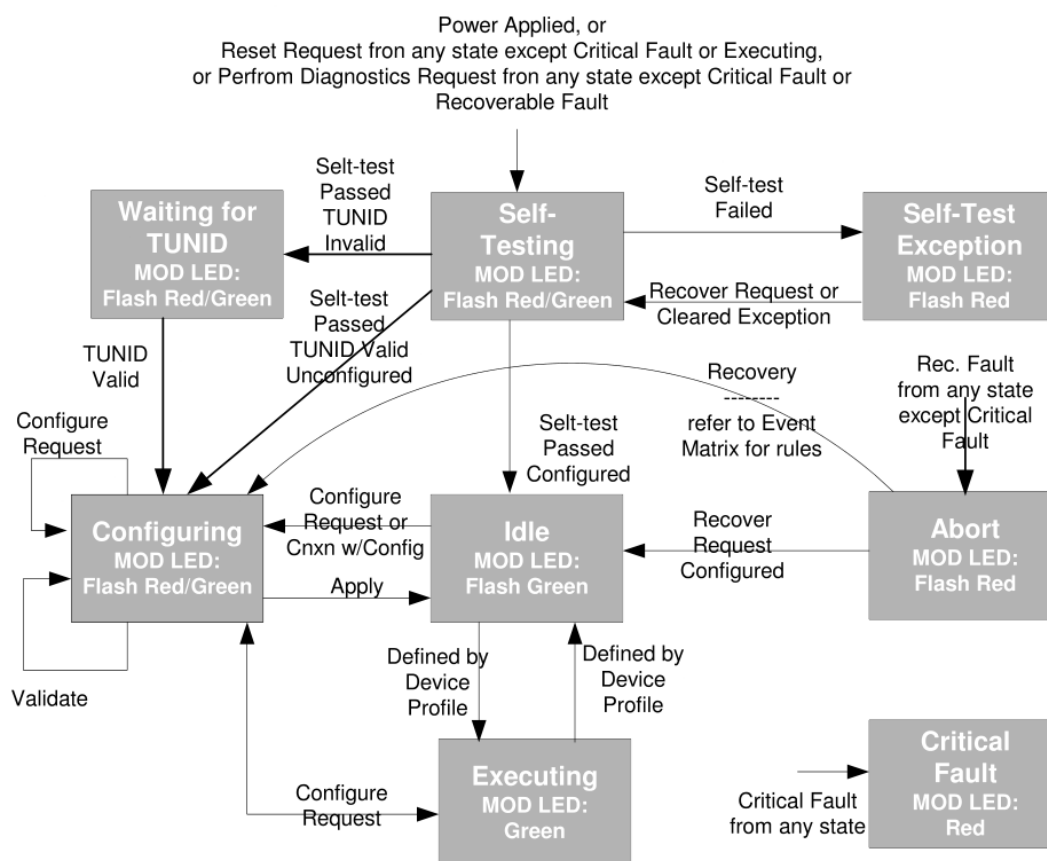 Power Applied, or
Reset Request fron any state except Critical Fault or Executing,
or Perfrom Diagnostics Request fron any state except Critical Fault or
Recoverable Fault
Selt-test
Passed
TUNID
Invalid
Self-test
Failed
Waiting for
TUNID
MOD LED:
Flash Red/Green
Self-
Testing
MOD LED:
Flash Red/Green
Self-Test
Exception
MOD LED:
Flash Red
Selt-test
Passed
TUNID Valid
Unconfigured
Recover Request or
Cleared Exception
TUNID
Valid
Recovery
--------
refer to Event
Matrix for rules
Rec. Fault
from any state
except Critical
Fault
Configure
Request
Selt-test
Passed
Configured
Configuring
MOD LED:
Flash Red/Green
Configure
Request or
Cnxn w/Config
Apply
Idle
MOD LED:
Flash Green
Recover
Request
Configured
Abort
MOD LED:
Flash Red
Validate
Defined by
Device
Profile
Defined by
Device
Profile
Configure
Request
Executing
MOD LED:
Green
Critical Fault
from any state
Critical
Fault
MOD LED:
Red